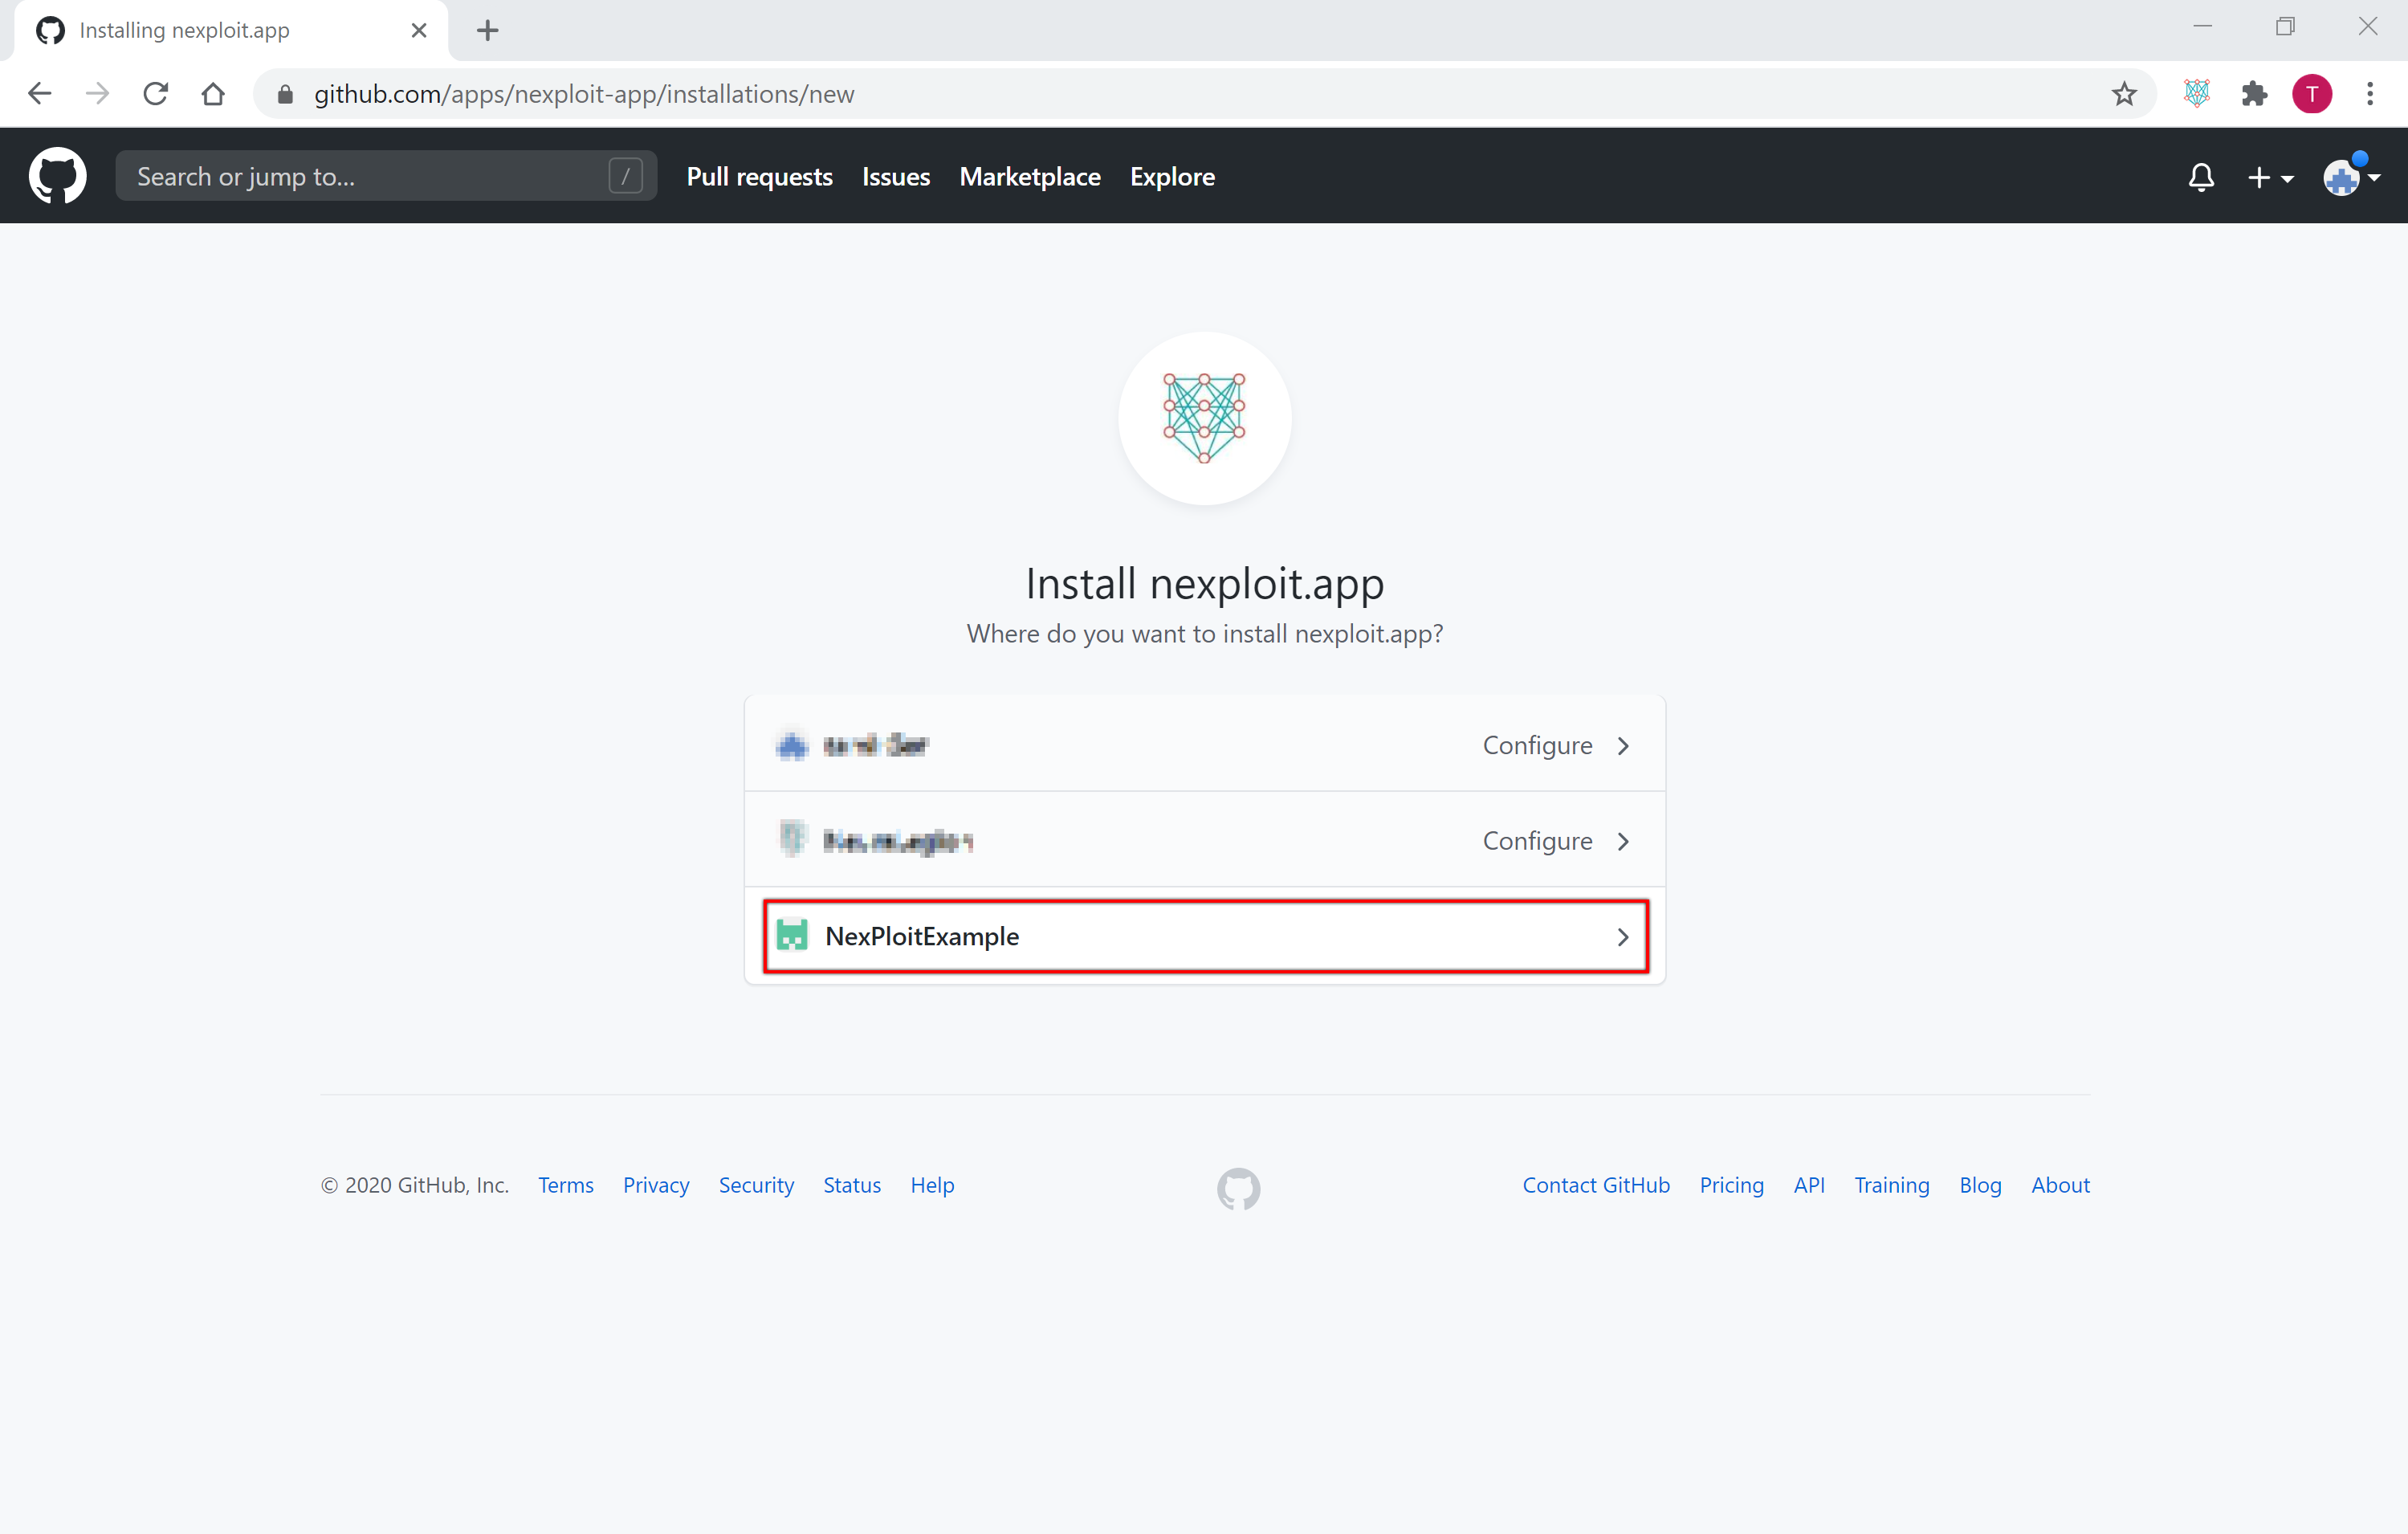 Installing nexploit.app
github.com/apps/nexploit-app/installations/new
T
Search or jump to...
/
Pull requests
Issues
Marketplace
Explore
Install nexploit.app
Where do you want to install nexploit.app?
Configure
Configure
NexPloitExample
© 2020 GitHub, Inc.
Terms
Privacy
Security
Status
Help
Contact GitHub
Pricing
API
Training
Blog
About